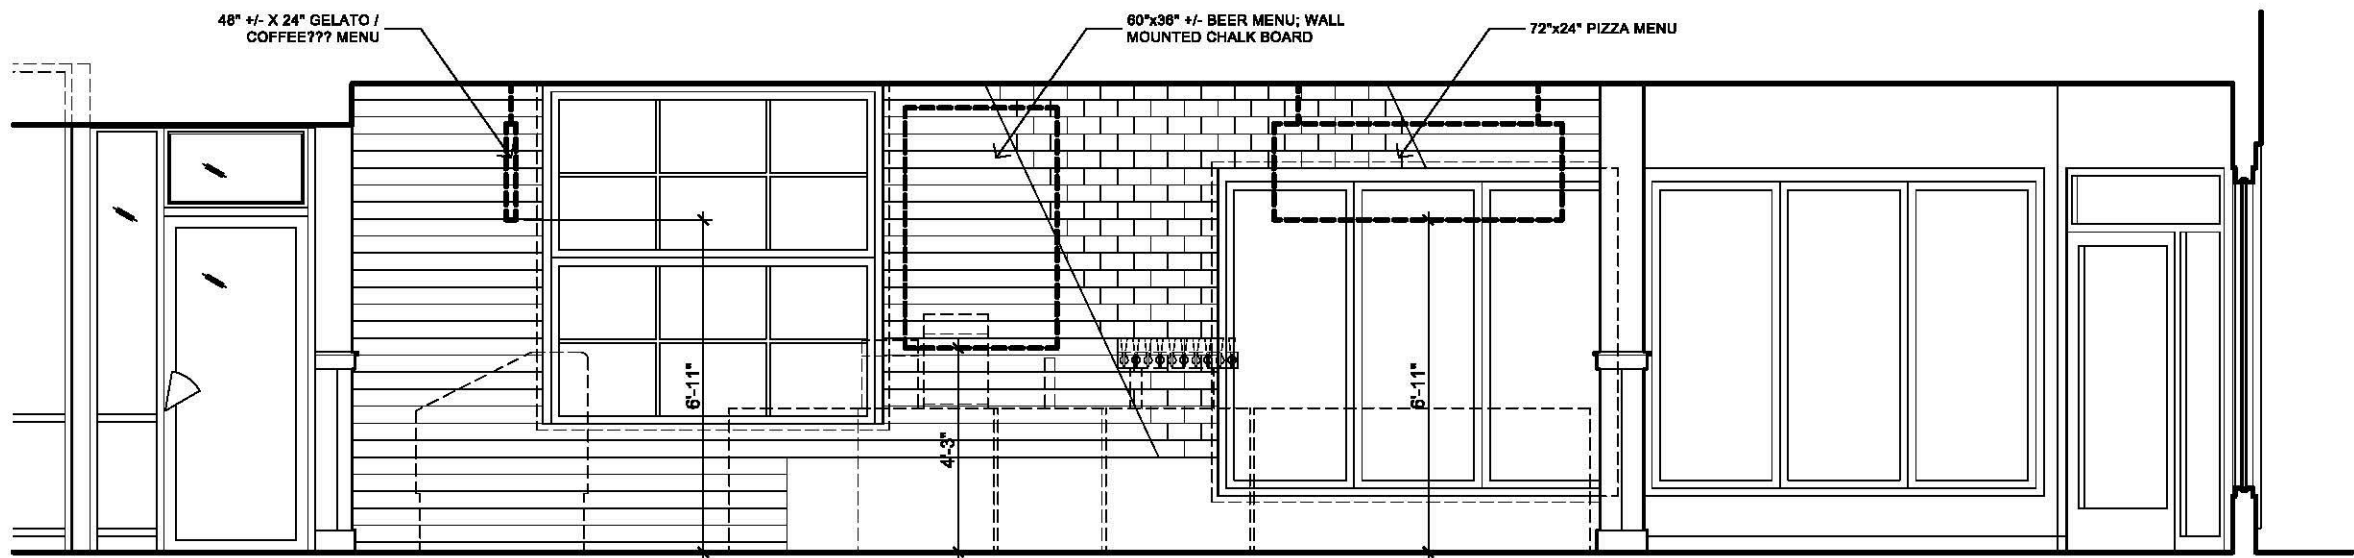 48" +/- X 24" GELATO /
COFFEE??? MENU
60"x36" +/- BEER MENU; WALL
MOUNTED CHALK BOARD
72"x24" PIZZA MENU
6'-11"
4'-3"
6'-11"